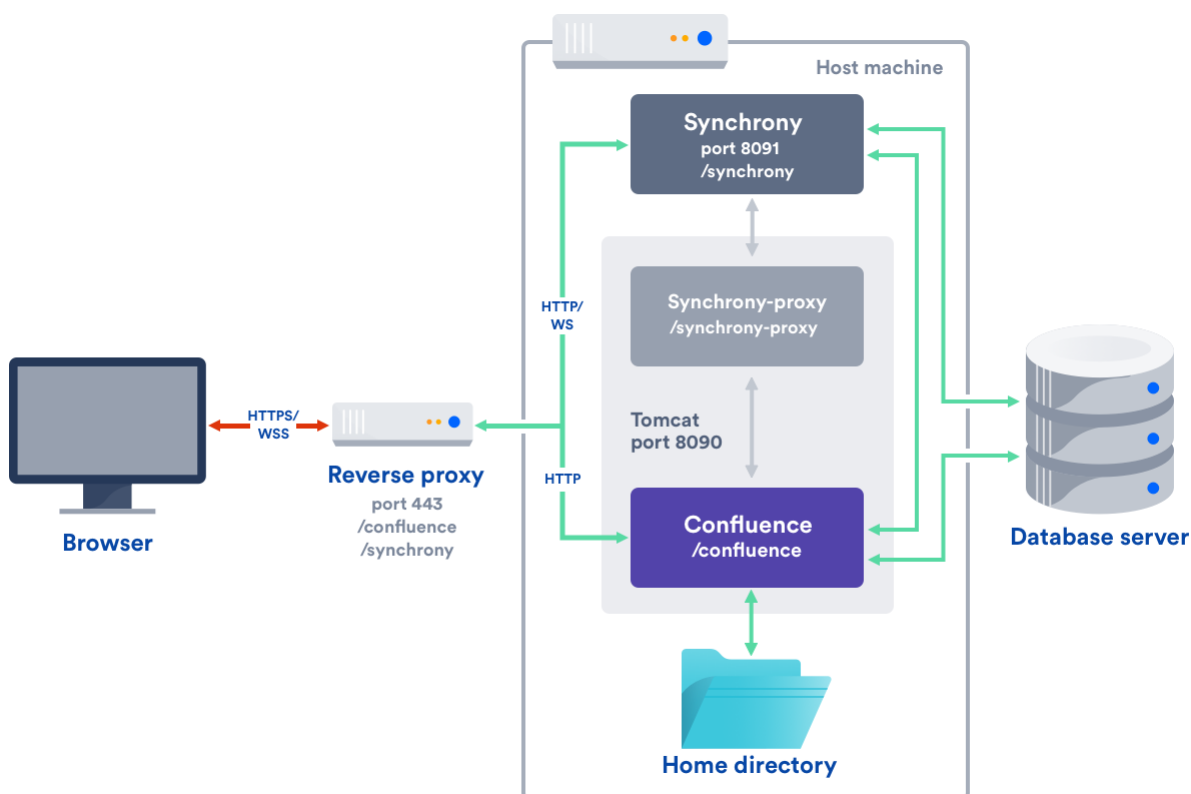 Host machine
Synchrony
port 8091
/synchrony
HTTP/
WS
Synchrony-proxy
/synchrony-proxy
Tomcat
port 8090
HTTPS/
WSS
Reverse proxy
port 443
/confluence
/synchrony
HTTP
Browser
Confluence
/confluence
Database server
Home directory